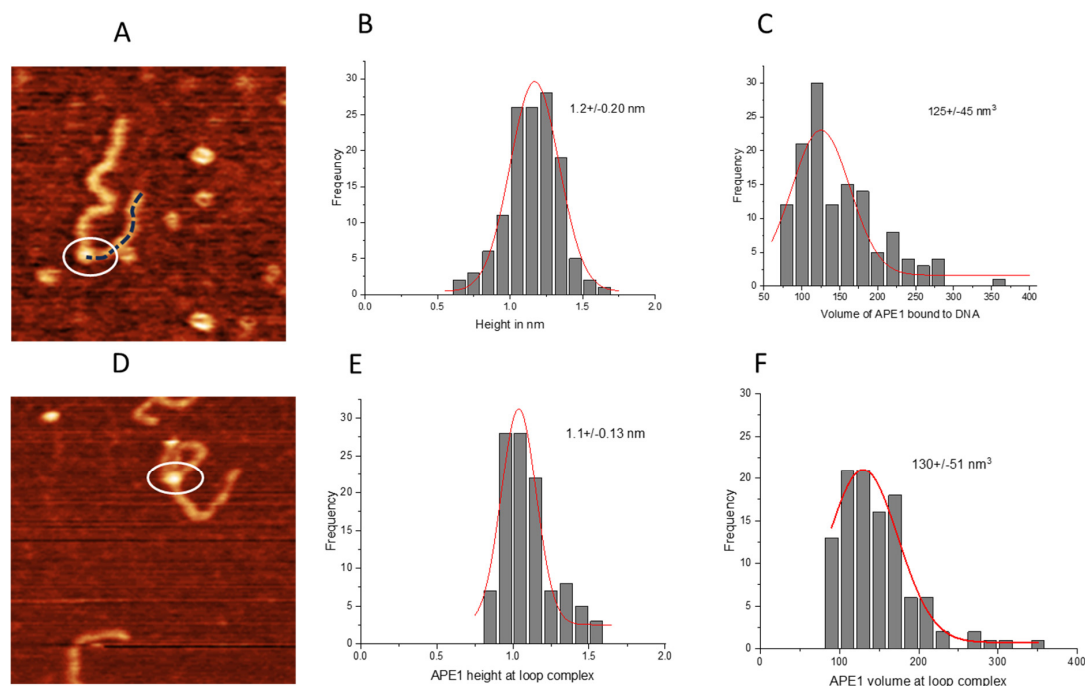 A
B
C
Freqeuncy
30
25
20
15
10
5
0.0
0.5
1.0
1.5
2.0
1.2+/-0.20 nm
Height in nm
Frequency
30
25
20
15
10
5
50
100
150
200
250
300
350
400
125+/-45 nm³
Volume of APE1 bound to DNA
D
E
F
Frequency
30
25
20
15
10
5
0.0
0.5
1.0
1.5
2.0
1.1+/-0.13 nm
APE1 height at loop complex
Frequency
30
25
20
15
10
5
0
100
200
300
400
130+/-51 nm³
APE1 volume at loop complex